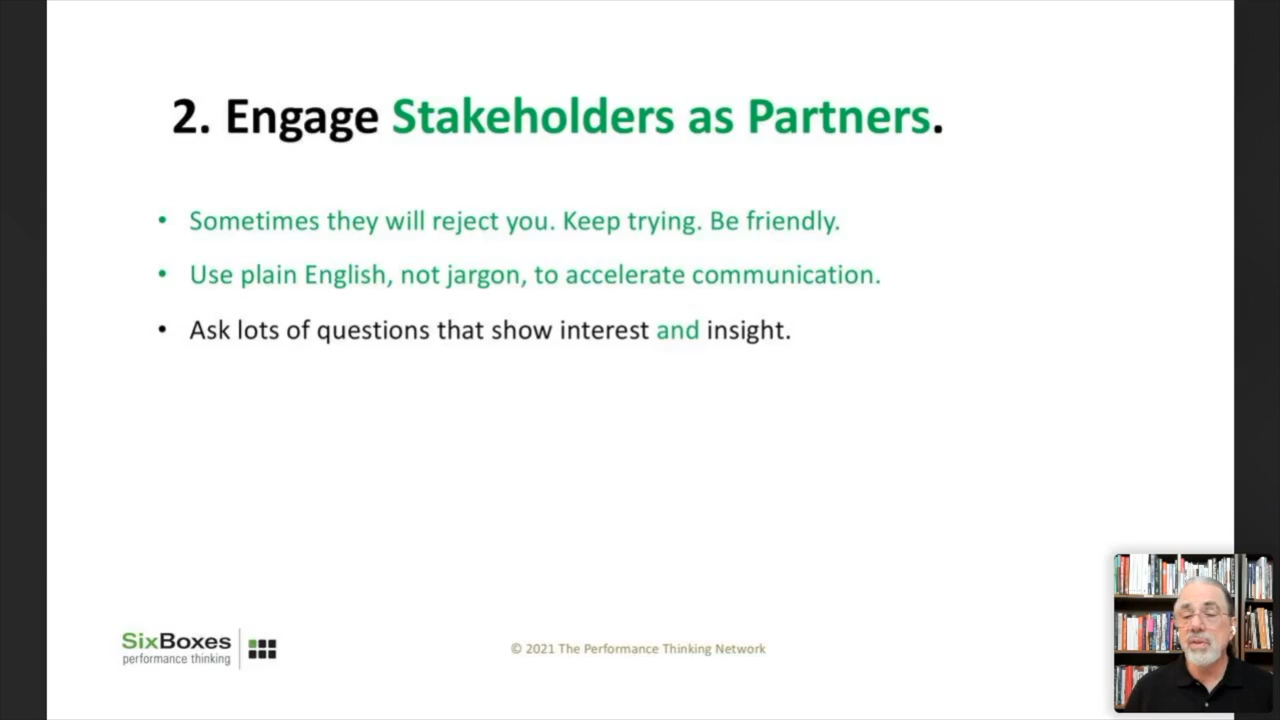 2. Engage Stakeholders as Partners.
• Sometimes they will reject you. Keep trying. Be friendly.
• Use plain English, not jargon, to accelerate communication.
• Ask lots of questions that show interest and insight.
SixBoxes
performance thinking
© 2021 The Performance Thinking Network